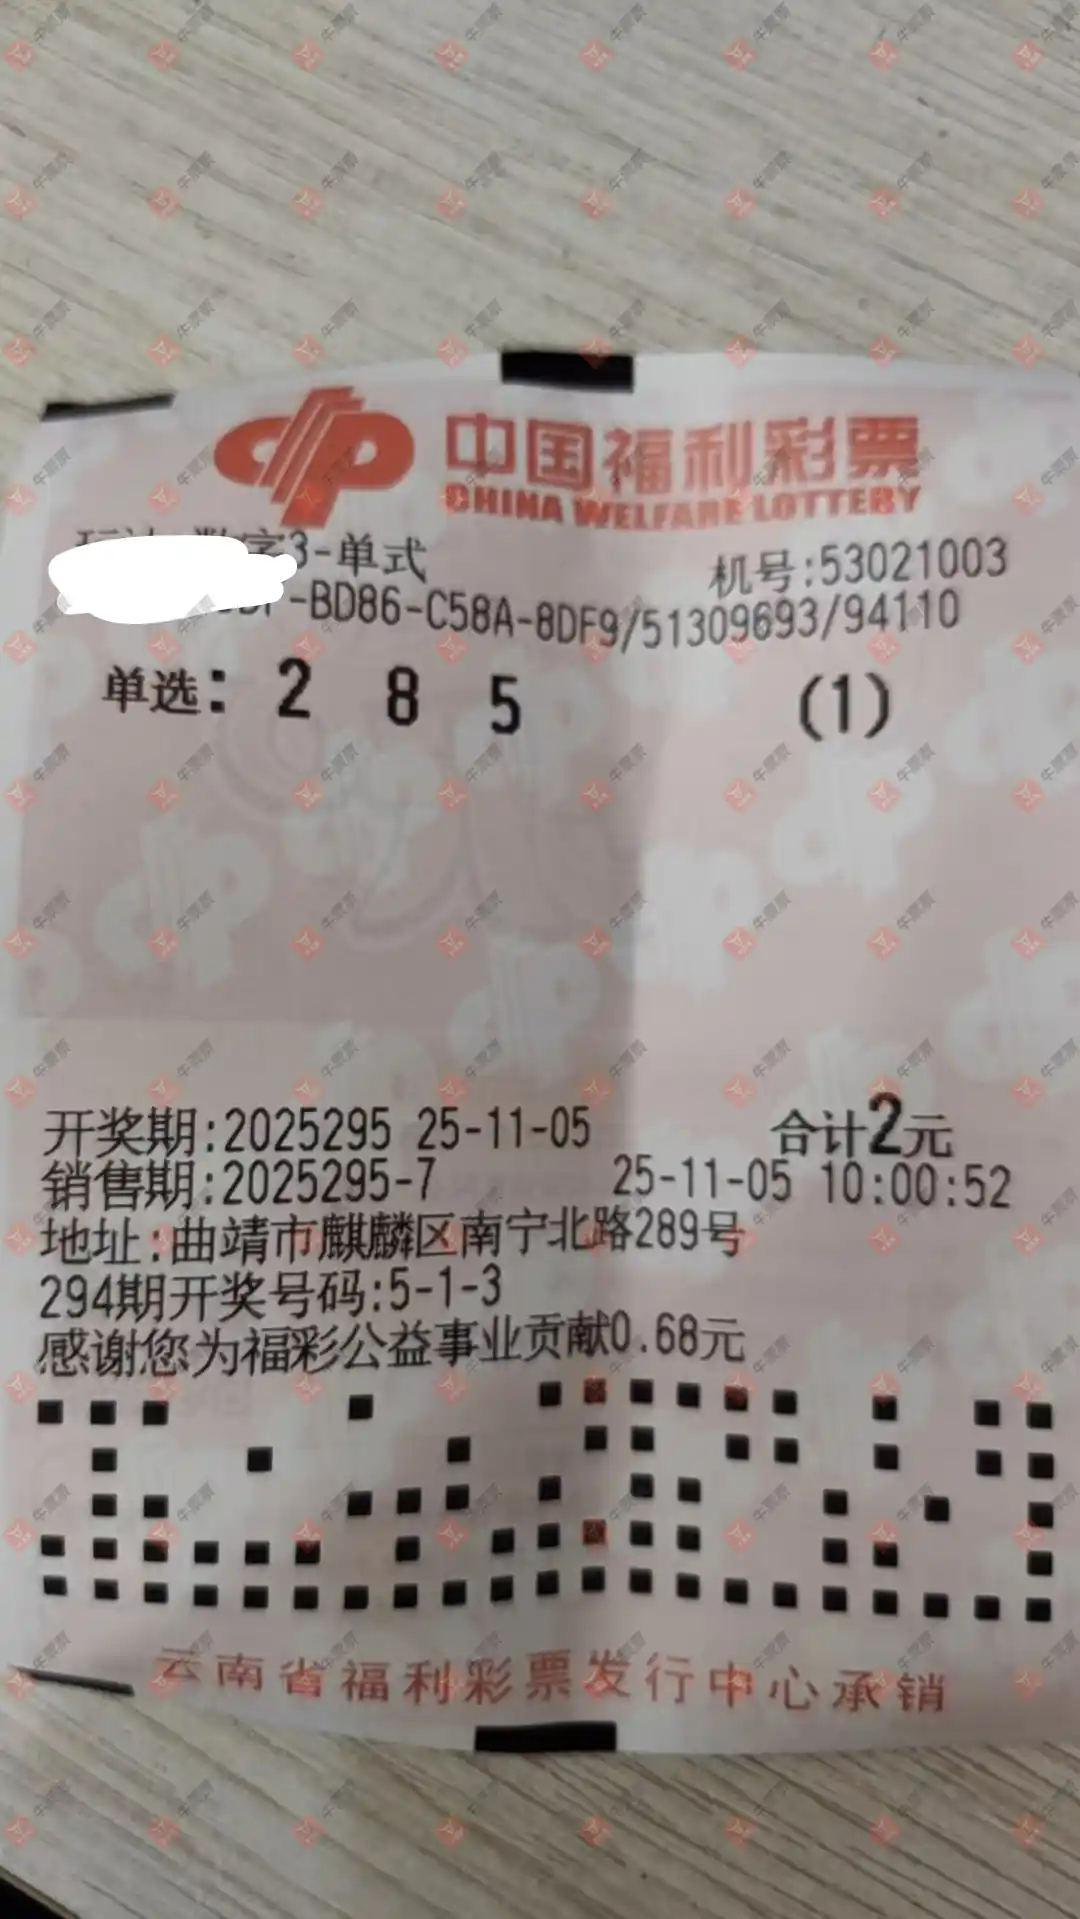 中国福利彩票
CHINA WELFARE LOTTERY
3-单式
机号:53021003
-BD86-C58A-8DF9/51309693/94110
单选: 2 8 5 (1)
开奖期:2025295 25-11-05 合计2元
销售期:2025295-7 25-11-05 10:00:52
地址:曲靖市麒麟区南宁北路289号
294期开奖号码:5-1-3
感谢您为福彩公益事业贡献0.68元
云南省福利彩票发行中心承销